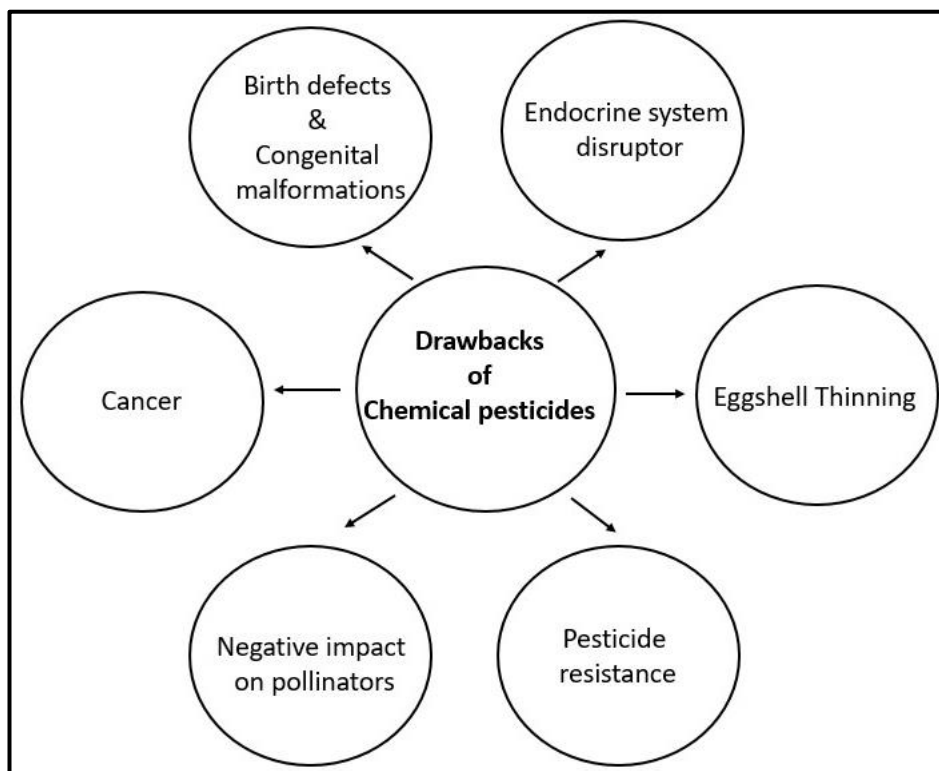 Birth defects
&
Congenital
malformations
Endocrine system
disruptor
Drawbacks
of
Chemical pesticides
Cancer
Eggshell Thinning
Negative impact
on pollinators
Pesticide
resistance